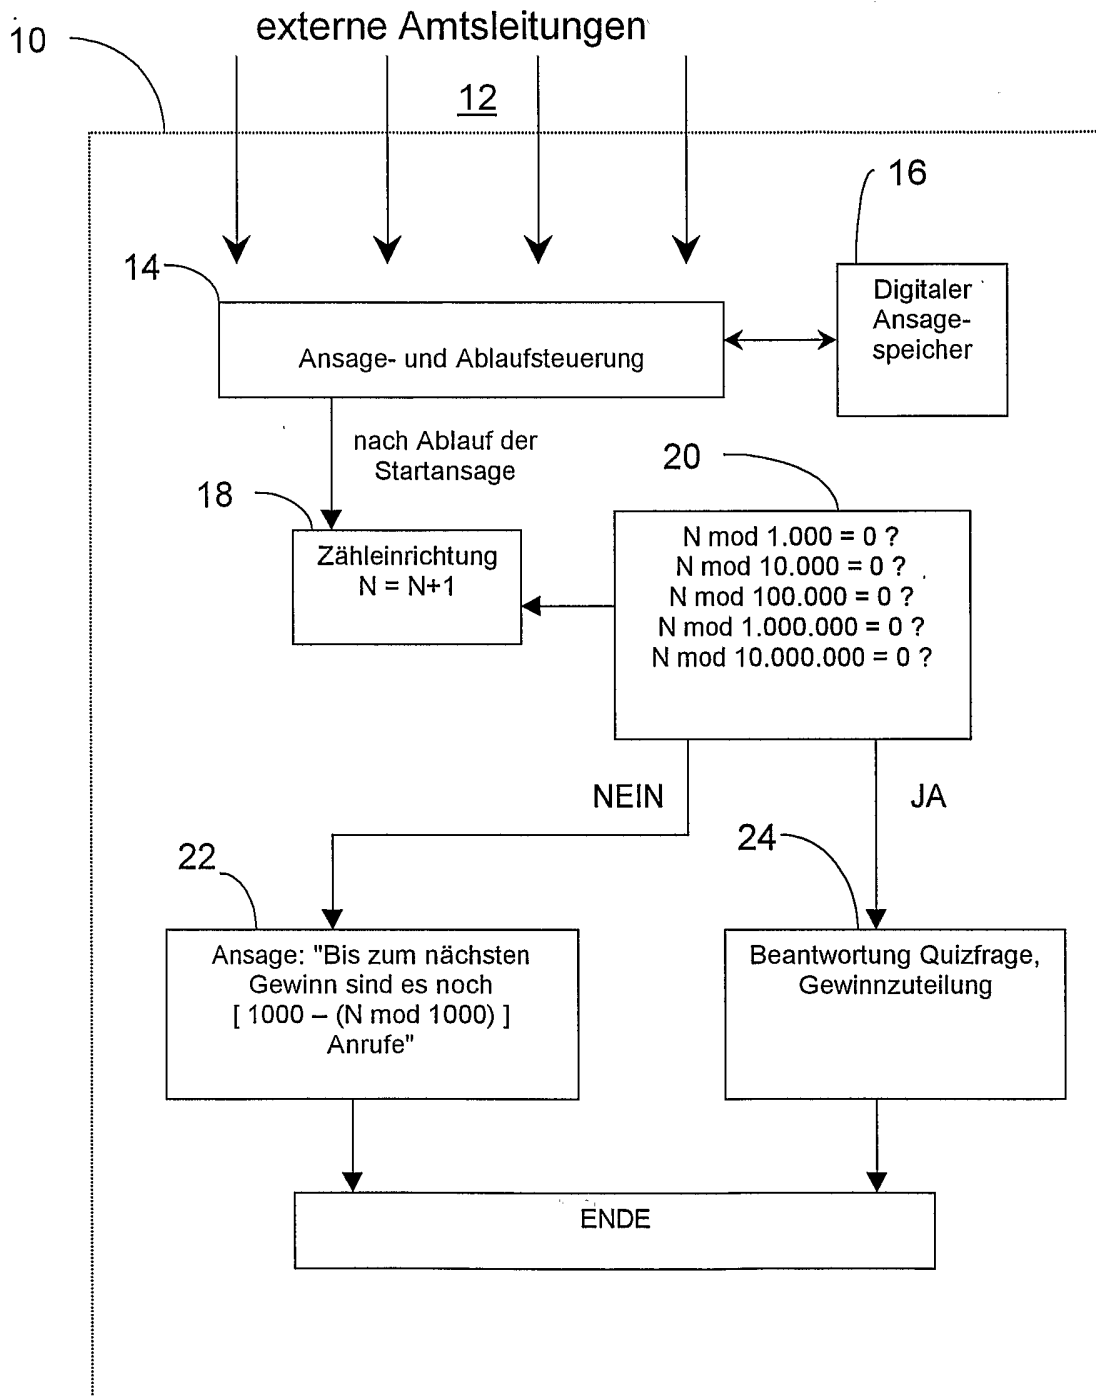 externe Amtsleitungen
10
12
16
14
Digitaler
Ansage-
speicher
Ansage- und Ablaufsteuerung
nach Ablauf der
Startansage
20
18
Zähleinrichtung
N = N+1
N mod 1.000 = 0 ?
N mod 10.000 = 0 ?
N mod 100.000 = 0 ?
N mod 1.000.000 = 0 ?
N mod 10.000.000 = 0 ?
NEIN
JA
22
24
Ansage: "Bis zum nächsten
Gewinn sind es noch
[ 1000 – (N mod 1000) ]
Anrufe"
Beantwortung Quizfrage,
Gewinnzuteilung
ENDE